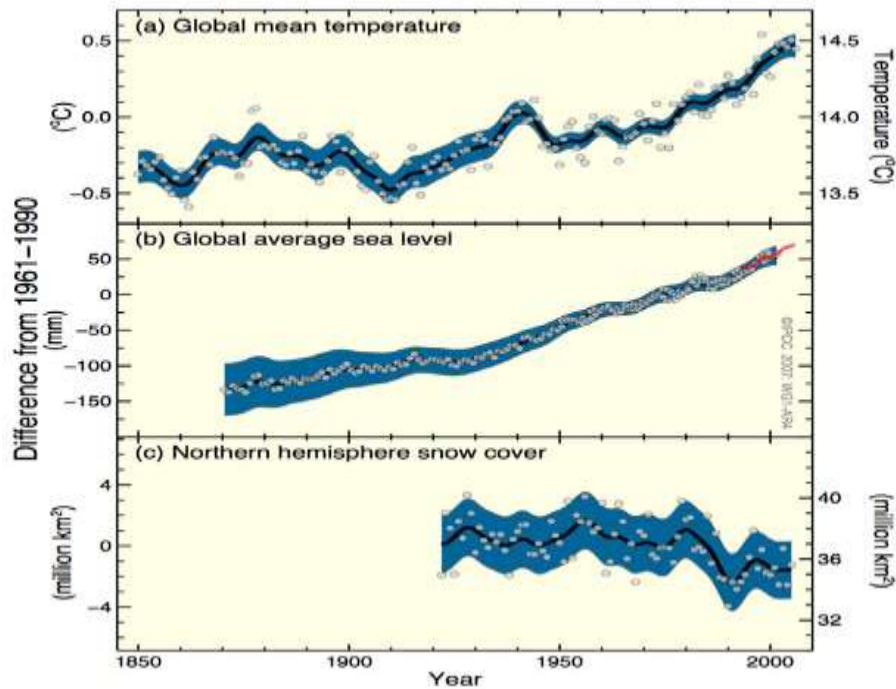 (a) Global mean temperature
0.5
0.0
−0.5
(°C)
14.5
14.0
13.5
Temperature (°C)
Difference from 1961–1990
(b) Global average sea level
50
0
−50
−100
−150
(mm)
©IPCC 2007: WG1-AR4
(c) Northern hemisphere snow cover
4
0
−4
(million km²)
40
36
32
(million km²)
1850
1900
1950
2000
Year